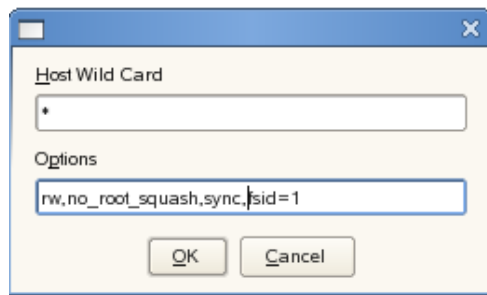 Host Wild Card
*
Options
rw,no_root_squash,sync,fsid=1
OK Cancel